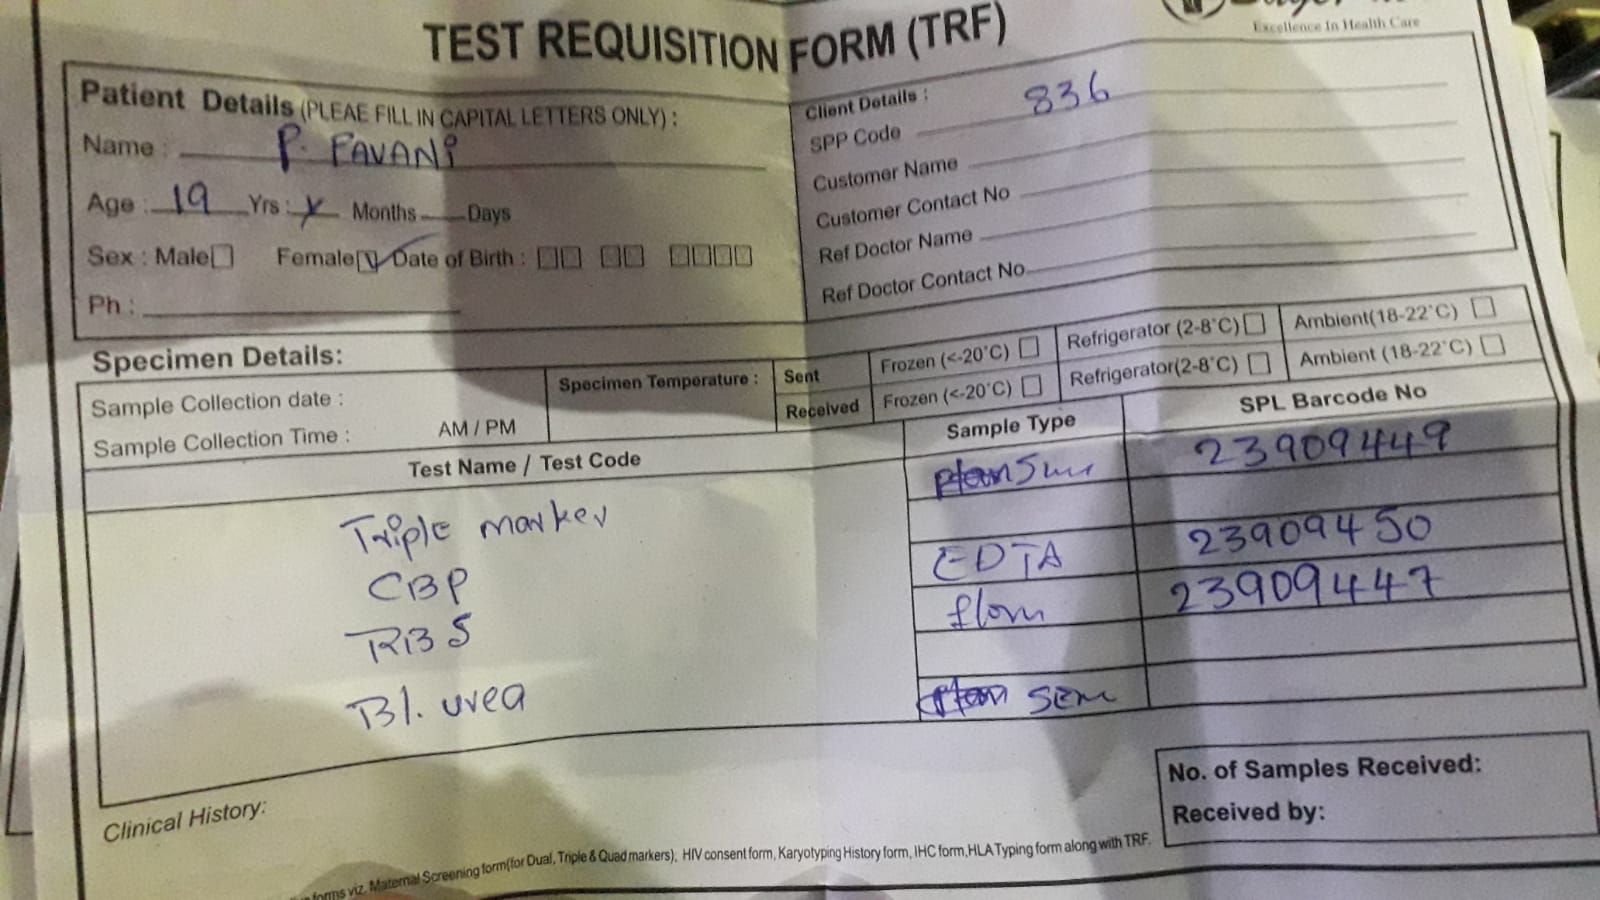 TEST REQUISITION FORM (TRF)
Excellence In Health Care
Patient Details (PLEAE FILL IN CAPITAL LETTERS ONLY) :
Name : P. PAVANi
Age : 19 Yrs : Y Months Days
Sex : Male Female Date of Birth :
Ph :
Client Details :
SPP Code 836
Customer Name
Customer Contact No
Ref Doctor Name
Ref Doctor Contact No
Specimen Details:
Sample Collection date :
Sample Collection Time : AM / PM
Specimen Temperature :
Sent Frozen (<-20°C) Refrigerator (2-8°C) Ambient(18-22°C)
Received Frozen (<-20°C) Refrigerator(2-8°C) Ambient (18-22°C)
Test Name / Test Code Sample Type SPL Barcode No
Triple marker 23909449
CBP EDTA 23909450
RBS 23909447
Bl. urea
Clinical History:
No. of Samples Received:
Received by:
forms viz. Maternal Screening form(for Dual, Triple & Quad markers), HIV consent form, Karyotyping History form, IHC form,HLA Typing form along with TRF.